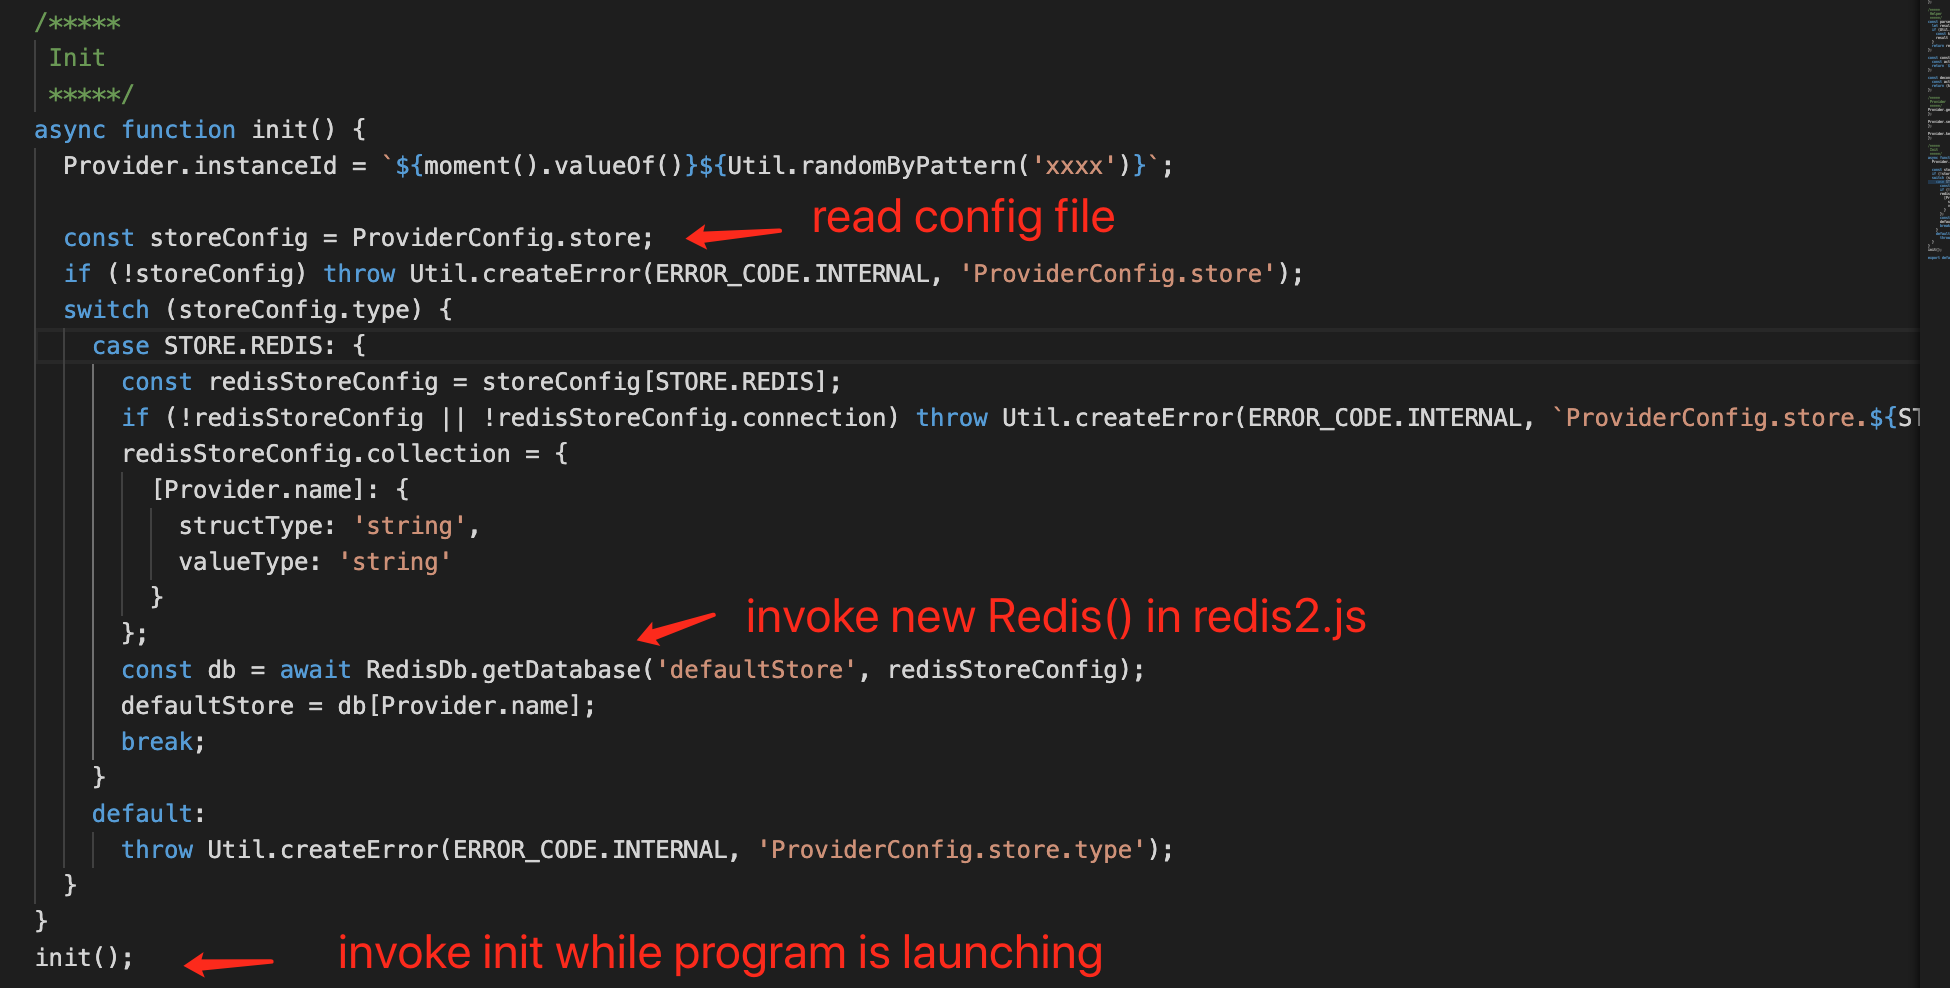 /*****
Init
*****/
async function init() {
Provider.instanceId = `${moment().valueOf()}${Util.randomByPattern('xxxx')}`;
read config file
const storeConfig = ProviderConfig.store;
if (!storeConfig) throw Util.createError(ERROR_CODE.INTERNAL, 'ProviderConfig.store');
switch (storeConfig.type) {
case STORE.REDIS: {
const redisStoreConfig = storeConfig[STORE.REDIS];
if (!redisStoreConfig || !redisStoreConfig.connection) throw Util.createError(ERROR_CODE.INTERNAL, `ProviderConfig.store.${ST
redisStoreConfig.collection = {
[Provider.name]: {
structType: 'string',
valueType: 'string'
}
invoke new Redis() in redis2.js
};
const db = await RedisDb.getDatabase('defaultStore', redisStoreConfig);
defaultStore = db[Provider.name];
break;
}
default:
throw Util.createError(ERROR_CODE.INTERNAL, 'ProviderConfig.store.type');
}
}
init();
invoke init while program is launching